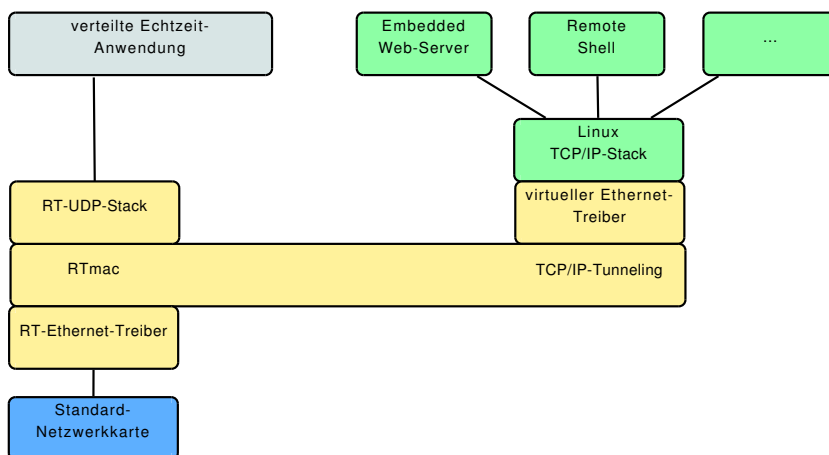 verteilte Echtzeit-
Anwendung
Embedded
Web-Server
Remote
Shell
...
Linux
TCP/IP-Stack
RT-UDP-Stack
virtueller Ethernet-
Treiber
RTmac
TCP/IP-Tunneling
RT-Ethernet-Treiber
Standard-
Netzwerkkarte